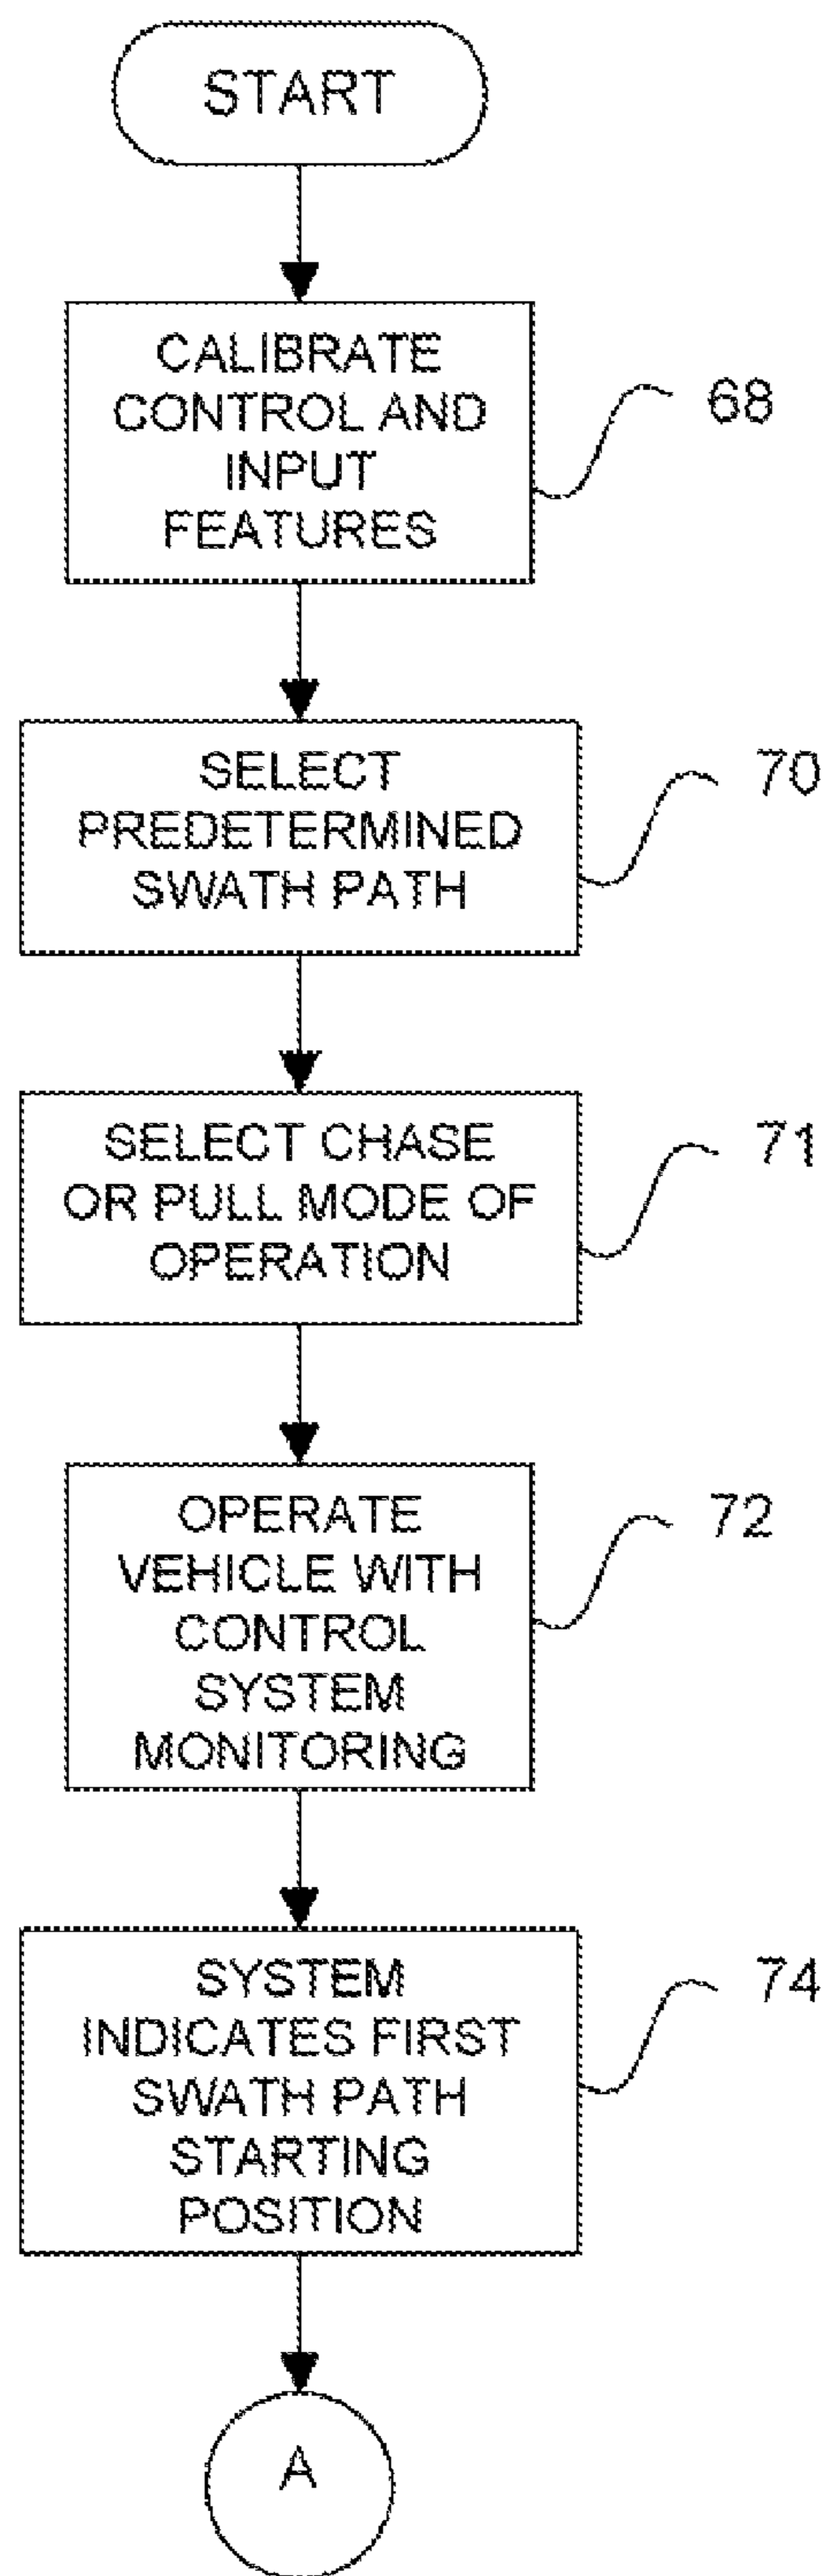 START
CALIBRATE
CONTROL AND
INPUT
FEATURES
68
SELECT
PREDETERMINED
SWATH PATH
70
SELECT CHASE
OR PULL MODE OF
OPERATION
71
OPERATE
VEHICLE WITH
CONTROL
SYSTEM
MONITORING
72
SYSTEM
INDICATES FIRST
SWATH PATH
STARTING
POSITION
74
A